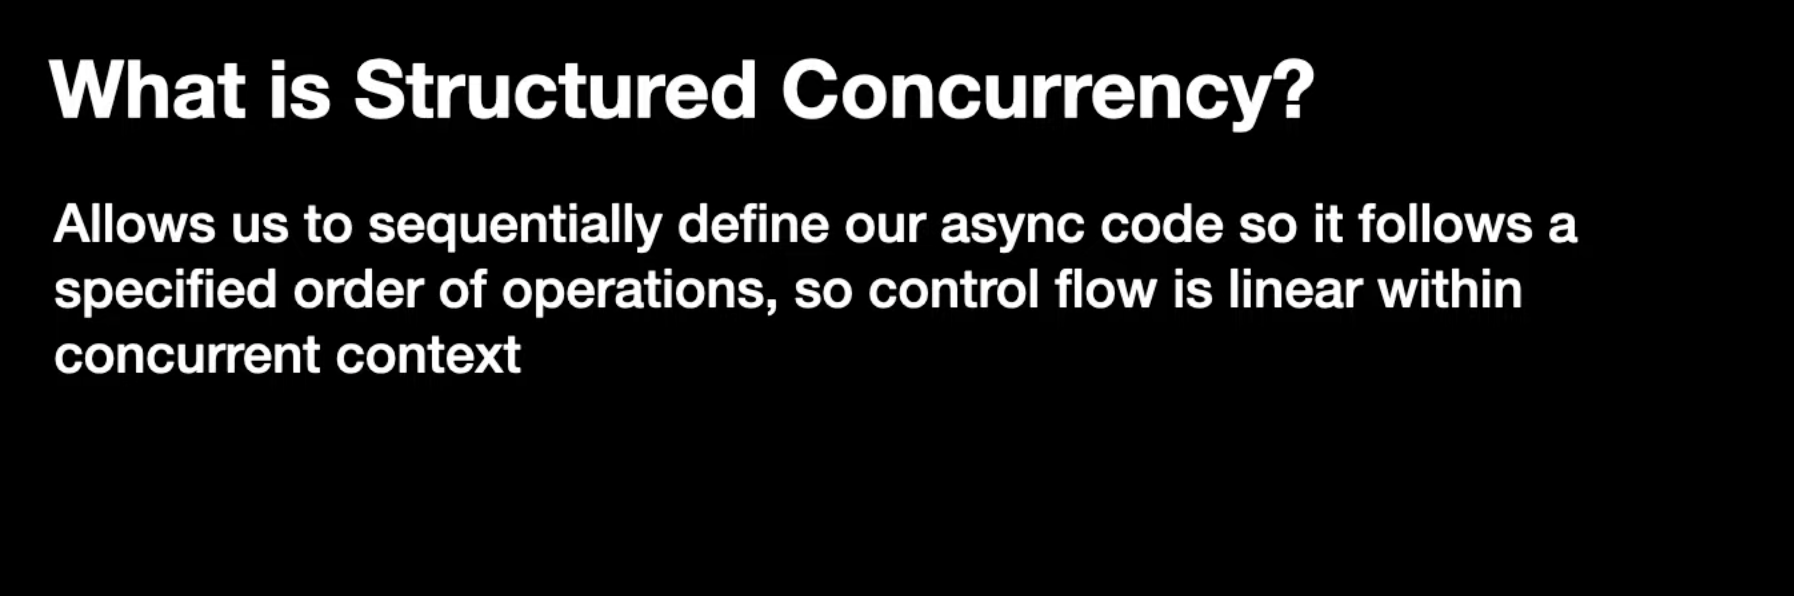 What is Structured Concurrency?
Allows us to sequentially define our async code so it follows a
specified order of operations, so control flow is linear within
concurrent context